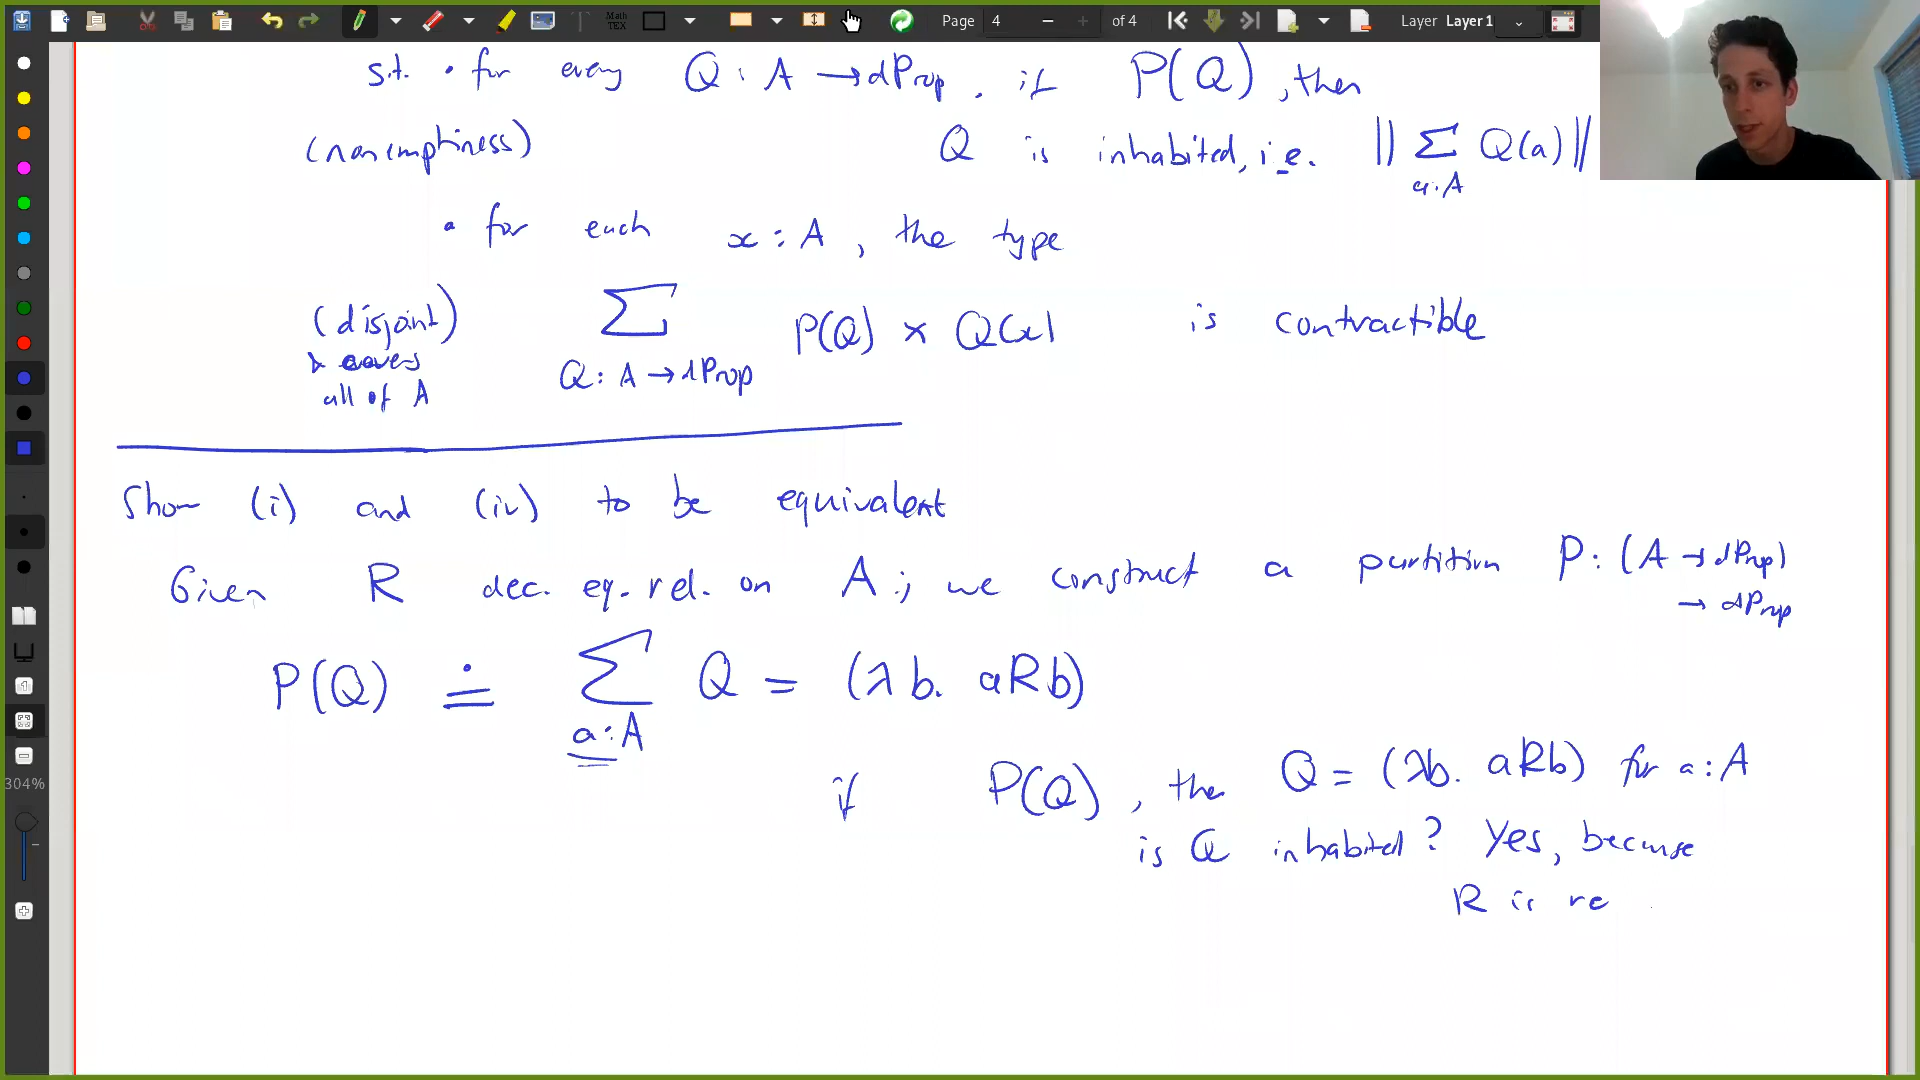 Page 4 of 4 Layer Layer 1
s.t. • for every Q : A → dProp, if P(Q), then
(nonemptiness) Q is inhabited, i.e. || Σ Q(a) ||
a:A
• for each x : A, the type
(disjoint) Σ P(Q) × Q(x) is contractible
& covers Q : A → dProp
all of A
Show (i) and (iv) to be equivalent
Given R dec. eq. rel. on A; we construct a partition P : (A → dProp)
→ dProp
P(Q) ≐ Σ Q = (λb. aRb)
a:A
if P(Q), then Q = (λb. aRb) for a : A
is Q inhabited? Yes, because
R is re
304%